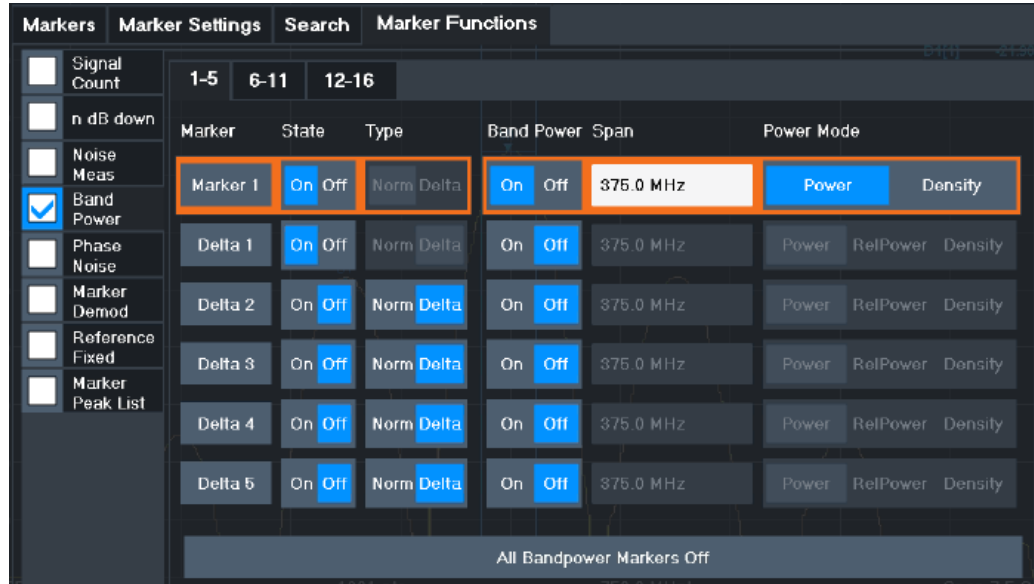 Markers Marker Settings Search Marker Functions
Signal
Count
n dB down
Noise
Meas
Band
Power
Phase
Noise
Marker
Demod
Reference
Fixed
Marker
Peak List
1-5 6-11 12-16
Marker State Type Band Power Span Power Mode
Marker 1 On Off Norm Delta On Off 375.0 MHz Power Density
Delta 1 On Off Norm Delta On Off 375.0 MHz Power RelPower Density
Delta 2 On Off Norm Delta On Off 375.0 MHz Power RelPower Density
Delta 3 On Off Norm Delta On Off 375.0 MHz Power RelPower Density
Delta 4 On Off Norm Delta On Off 375.0 MHz Power RelPower Density
Delta 5 On Off Norm Delta On Off 375.0 MHz Power RelPower Density
All Bandpower Markers Off